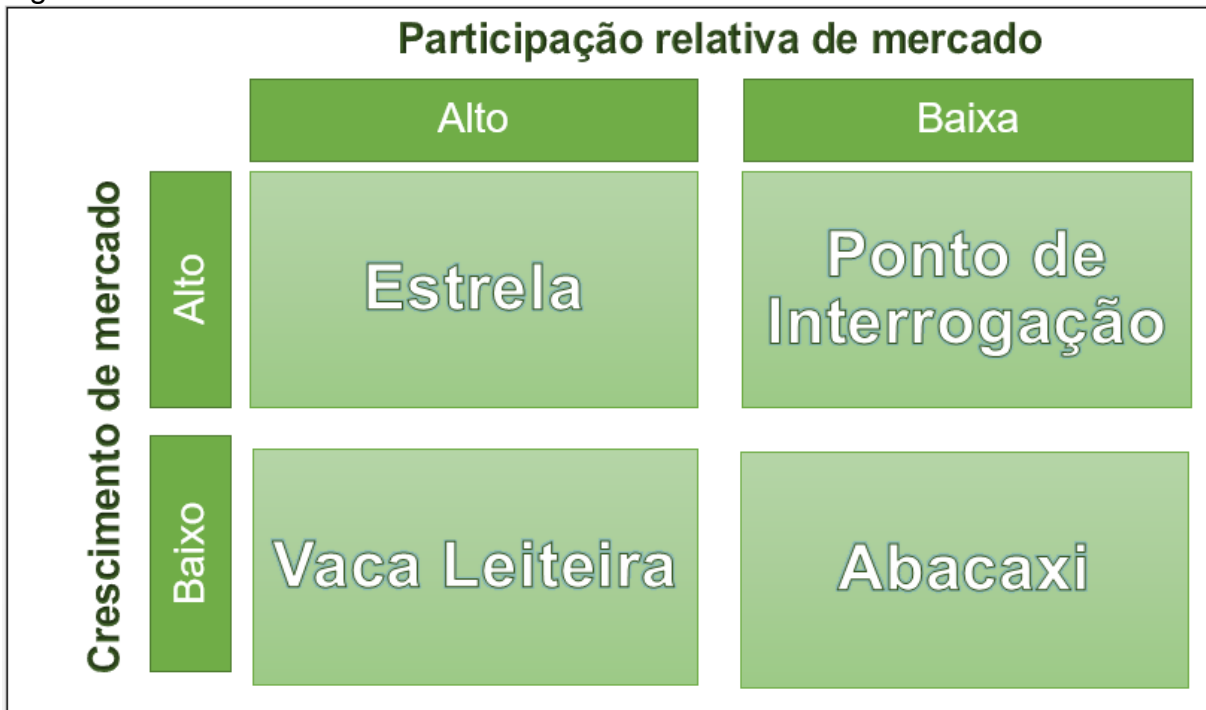 Participação relativa de mercado
Alto
Baixa
Crescimento de mercado
Alto
Estrela
Ponto de
Interrogação
Baixo
Vaca Leiteira
Abacaxi